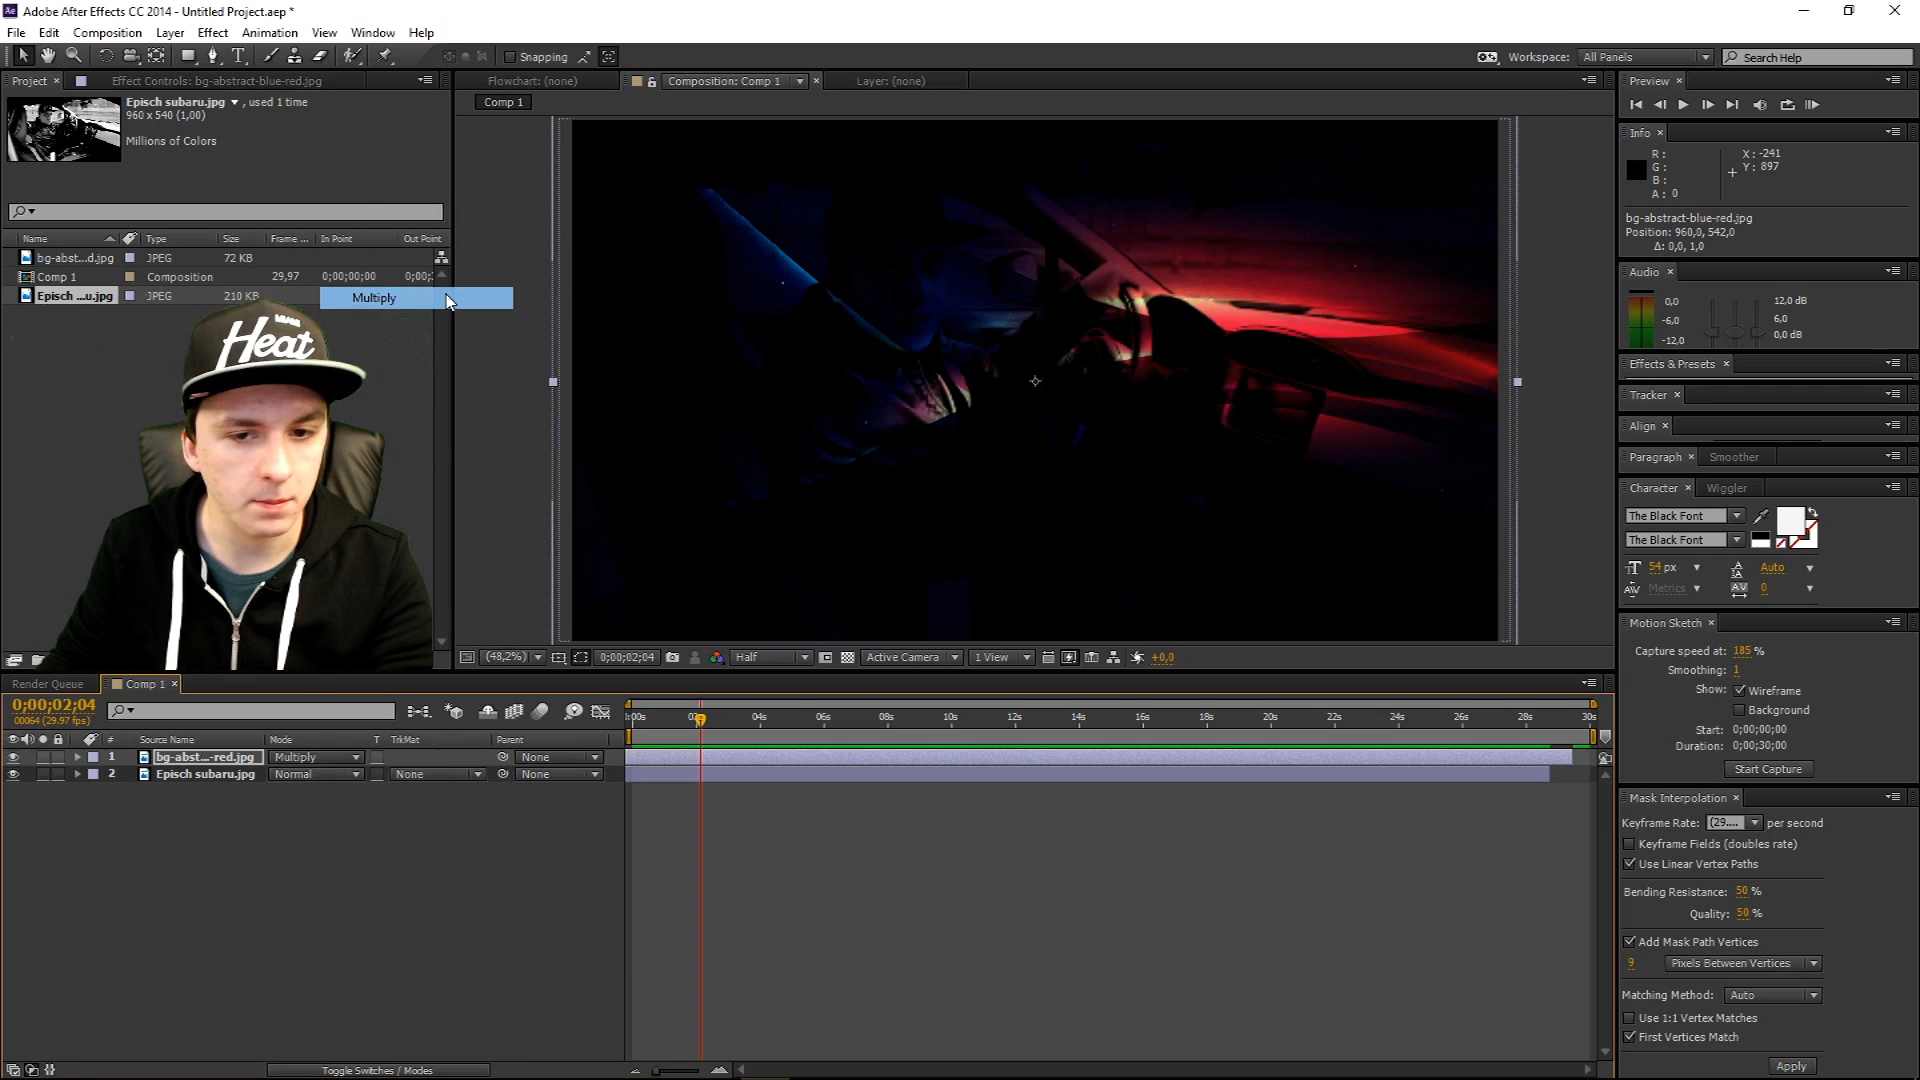 Adobe After Effects CC 2014 - Untitled Project.aep *
File Edit Composition Layer Effect Animation View Window Help
Snapping
Workspace: All Panels
Search Help
Project × Effect Controls: bg-abstract-blue-red.jpg
Flowchart: (none) Composition: Comp 1 × Layer: (none)
Comp 1
Episch subaru.jpg , used 1 time
960 x 540 (1,00)
Millions of Colors
Name Type Size Frame ... In Point Out Point
bg-abst...d.jpg JPEG 72 KB
Comp 1 Composition 29,97 0;00;00;00 0;00;
Episch ...u.jpg JPEG 210 KB
Multiply
Heat
(48,2%) 0;00;02;04 Half Active Camera 1 View +0,0
Preview ×
Info ×
R:
G:
B:
A: 0
X: -241
Y: 897
bg-abstract-blue-red.jpg
Position: 960,0, 542,0
Δ: 0,0, 1,0
Audio ×
0,0
-6,0
-12,0
12,0 dB
6,0
0,0 dB
Effects & Presets ×
Tracker ×
Align ×
Paragraph × Smoother
Character × Wiggler
The Black Font
The Black Font
54 px Auto
Metrics 0
Motion Sketch ×
Capture speed at: 185 %
Smoothing: 1
Show: Wireframe
Background
Start: 0;00;00;00
Duration: 0;00;30;00
Start Capture
Mask Interpolation ×
Keyframe Rate: (29.... per second
Keyframe Fields (doubles rate)
Use Linear Vertex Paths
Bending Resistance: 50 %
Quality: 50 %
Add Mask Path Vertices
9 Pixels Between Vertices
Matching Method: Auto
Use 1:1 Vertex Matches
First Vertices Match
Apply
Render Queue Comp 1 ×
0;00;02;04
00064 (29.97 fps)
# Source Name Mode T TrkMat Parent
1 bg-abst...-red.jpg Multiply None
2 Episch subaru.jpg Normal None None
04s 06s 08s 10s 12s 14s 16s 18s 20s 22s 24s 26s 28s 30s
Toggle Switches / Modes